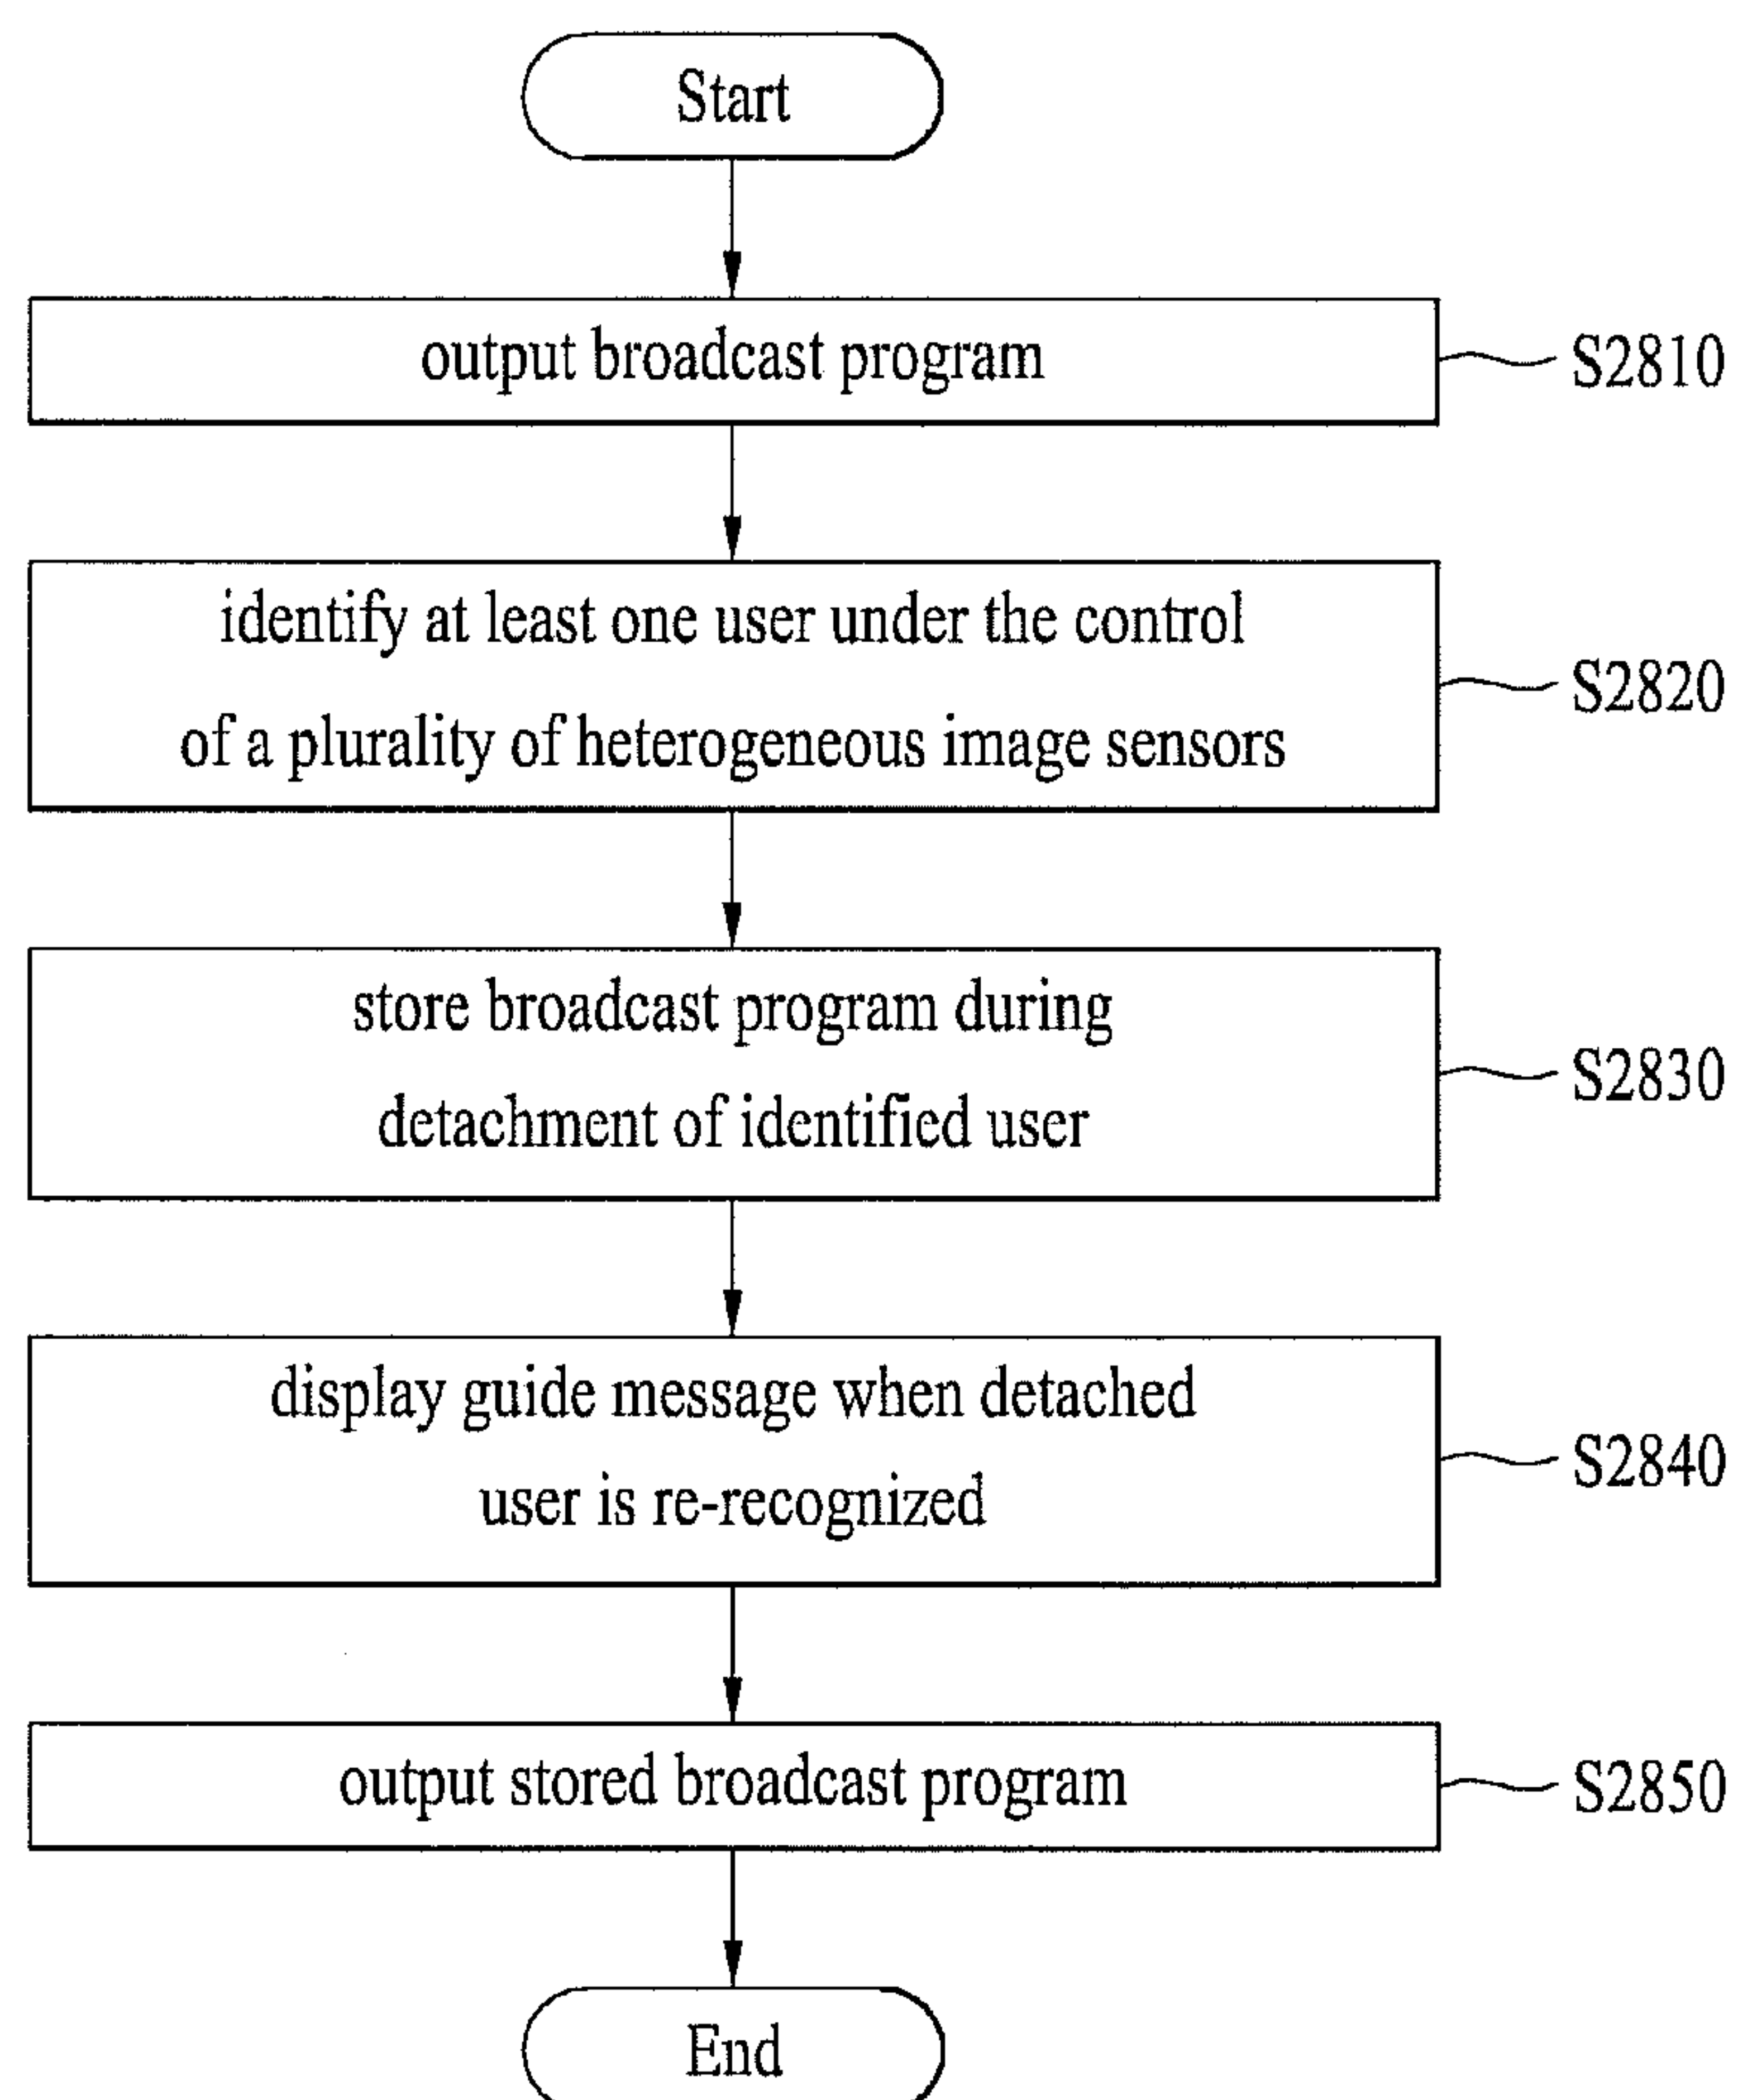 Start
output broadcast program
S2810
identify at least one user under the control
of a plurality of heterogeneous image sensors
S2820
store broadcast program during
detachment of identified user
S2830
display guide message when detached
user is re-recognized
S2840
output stored broadcast program
S2850
End